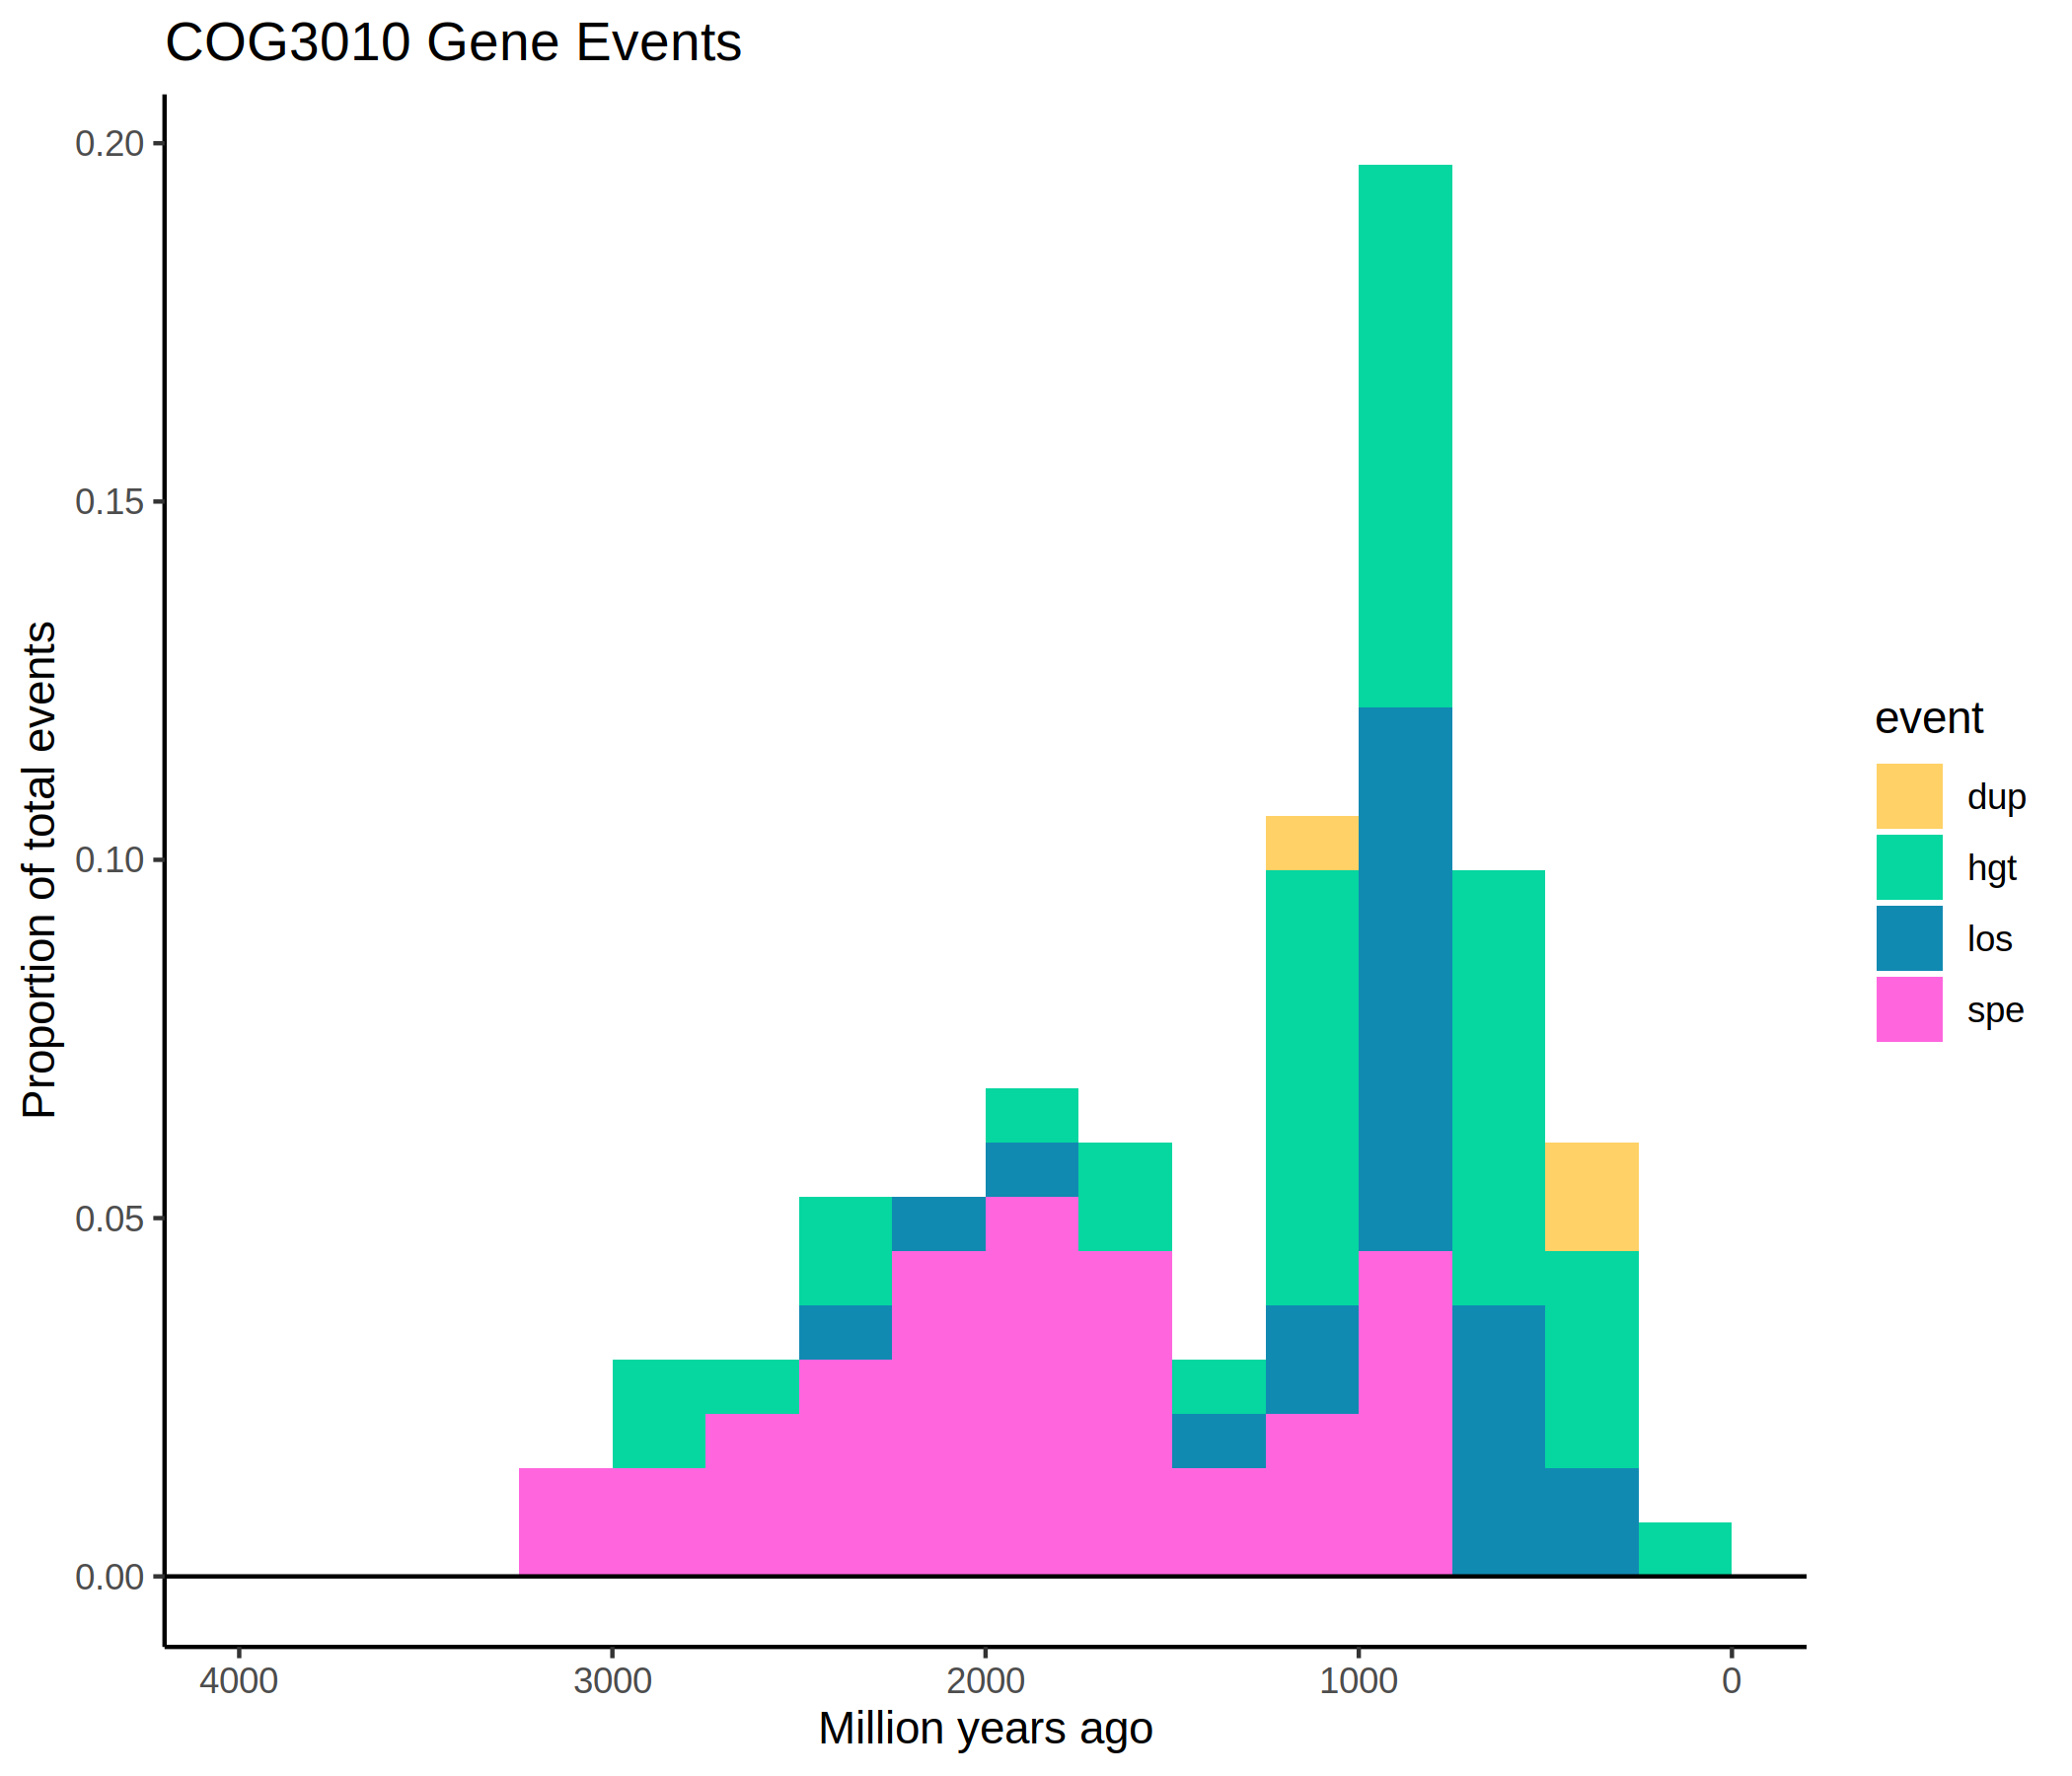 COG3010 Gene Events
Proportion of total events
0.20
0.15
0.10
0.05
0.00
4000 3000 2000 1000 0
Million years ago
event
dup
hgt
los
spe